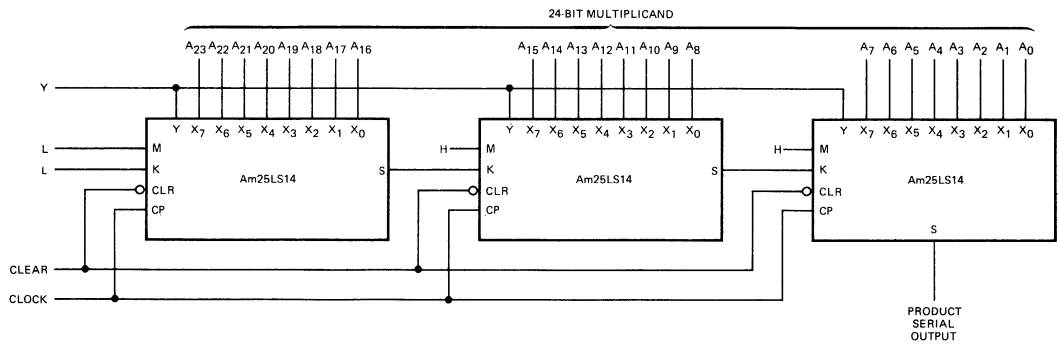 24-BIT MULTIPLICAND
A23 A22 A21 A20 A19 A18 A17 A16
A15 A14 A13 A12 A11 A10 A9 A8
A7 A6 A5 A4 A3 A2 A1 A0
Y
Y X7 X6 X5 X4 X3 X2 X1 X0
L M
L K
CLR
CP
Am25LS14
S
Y X7 X6 X5 X4 X3 X2 X1 X0
H M
K
CLR
CP
Am25LS14
S
Y X7 X6 X5 X4 X3 X2 X1 X0
H M
K
CLR
CP
Am25LS14
S
CLEAR
CLOCK
PRODUCT
SERIAL
OUTPUT